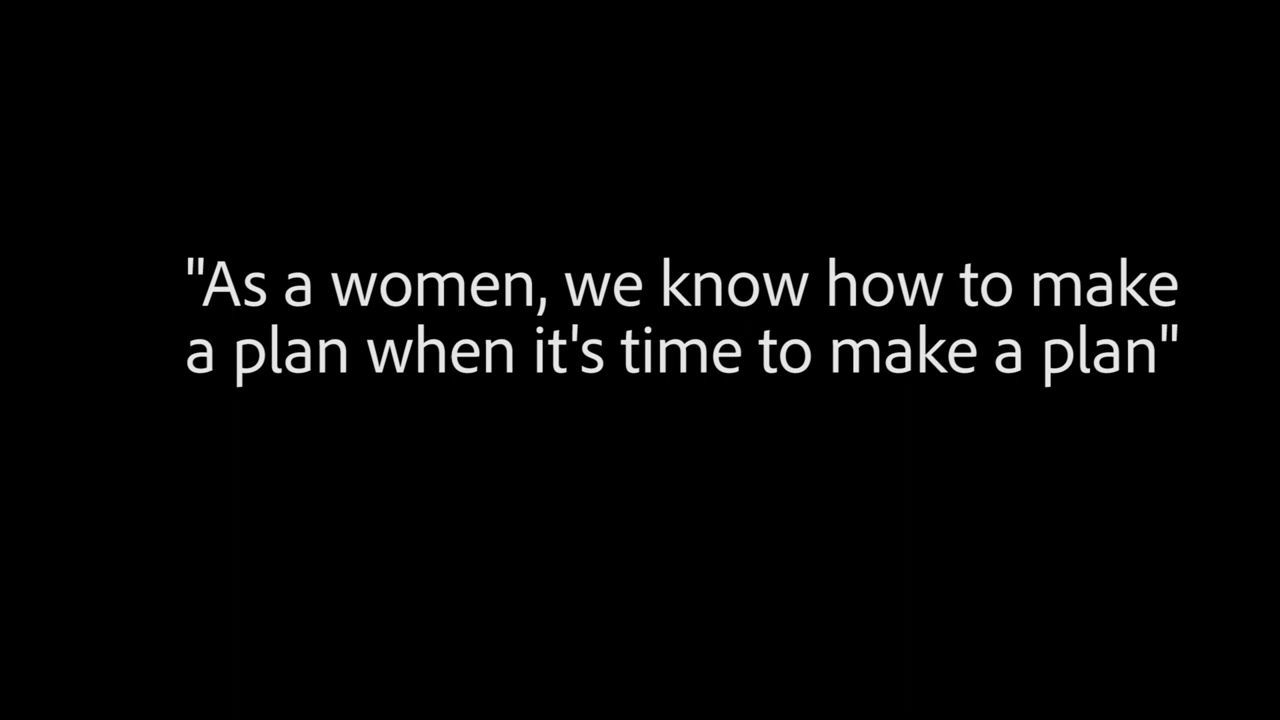 "As a women, we know how to make
a plan when it's time to make a plan"